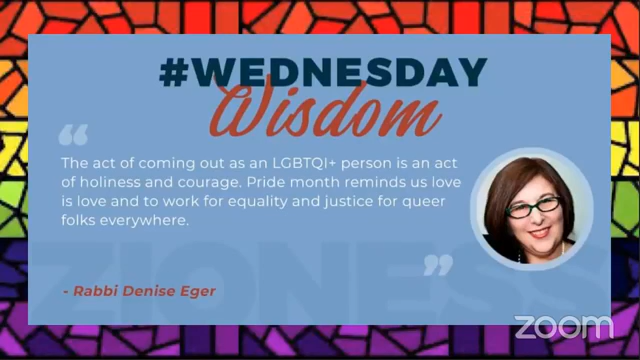 #WEDNESDAY
Wisdom
“
The act of coming out as an LGBTQI+ person is an act
of holiness and courage. Pride month reminds us love
is love and to work for equality and justice for queer
folks everywhere.
”
ZIONESS
- Rabbi Denise Eger
zoom